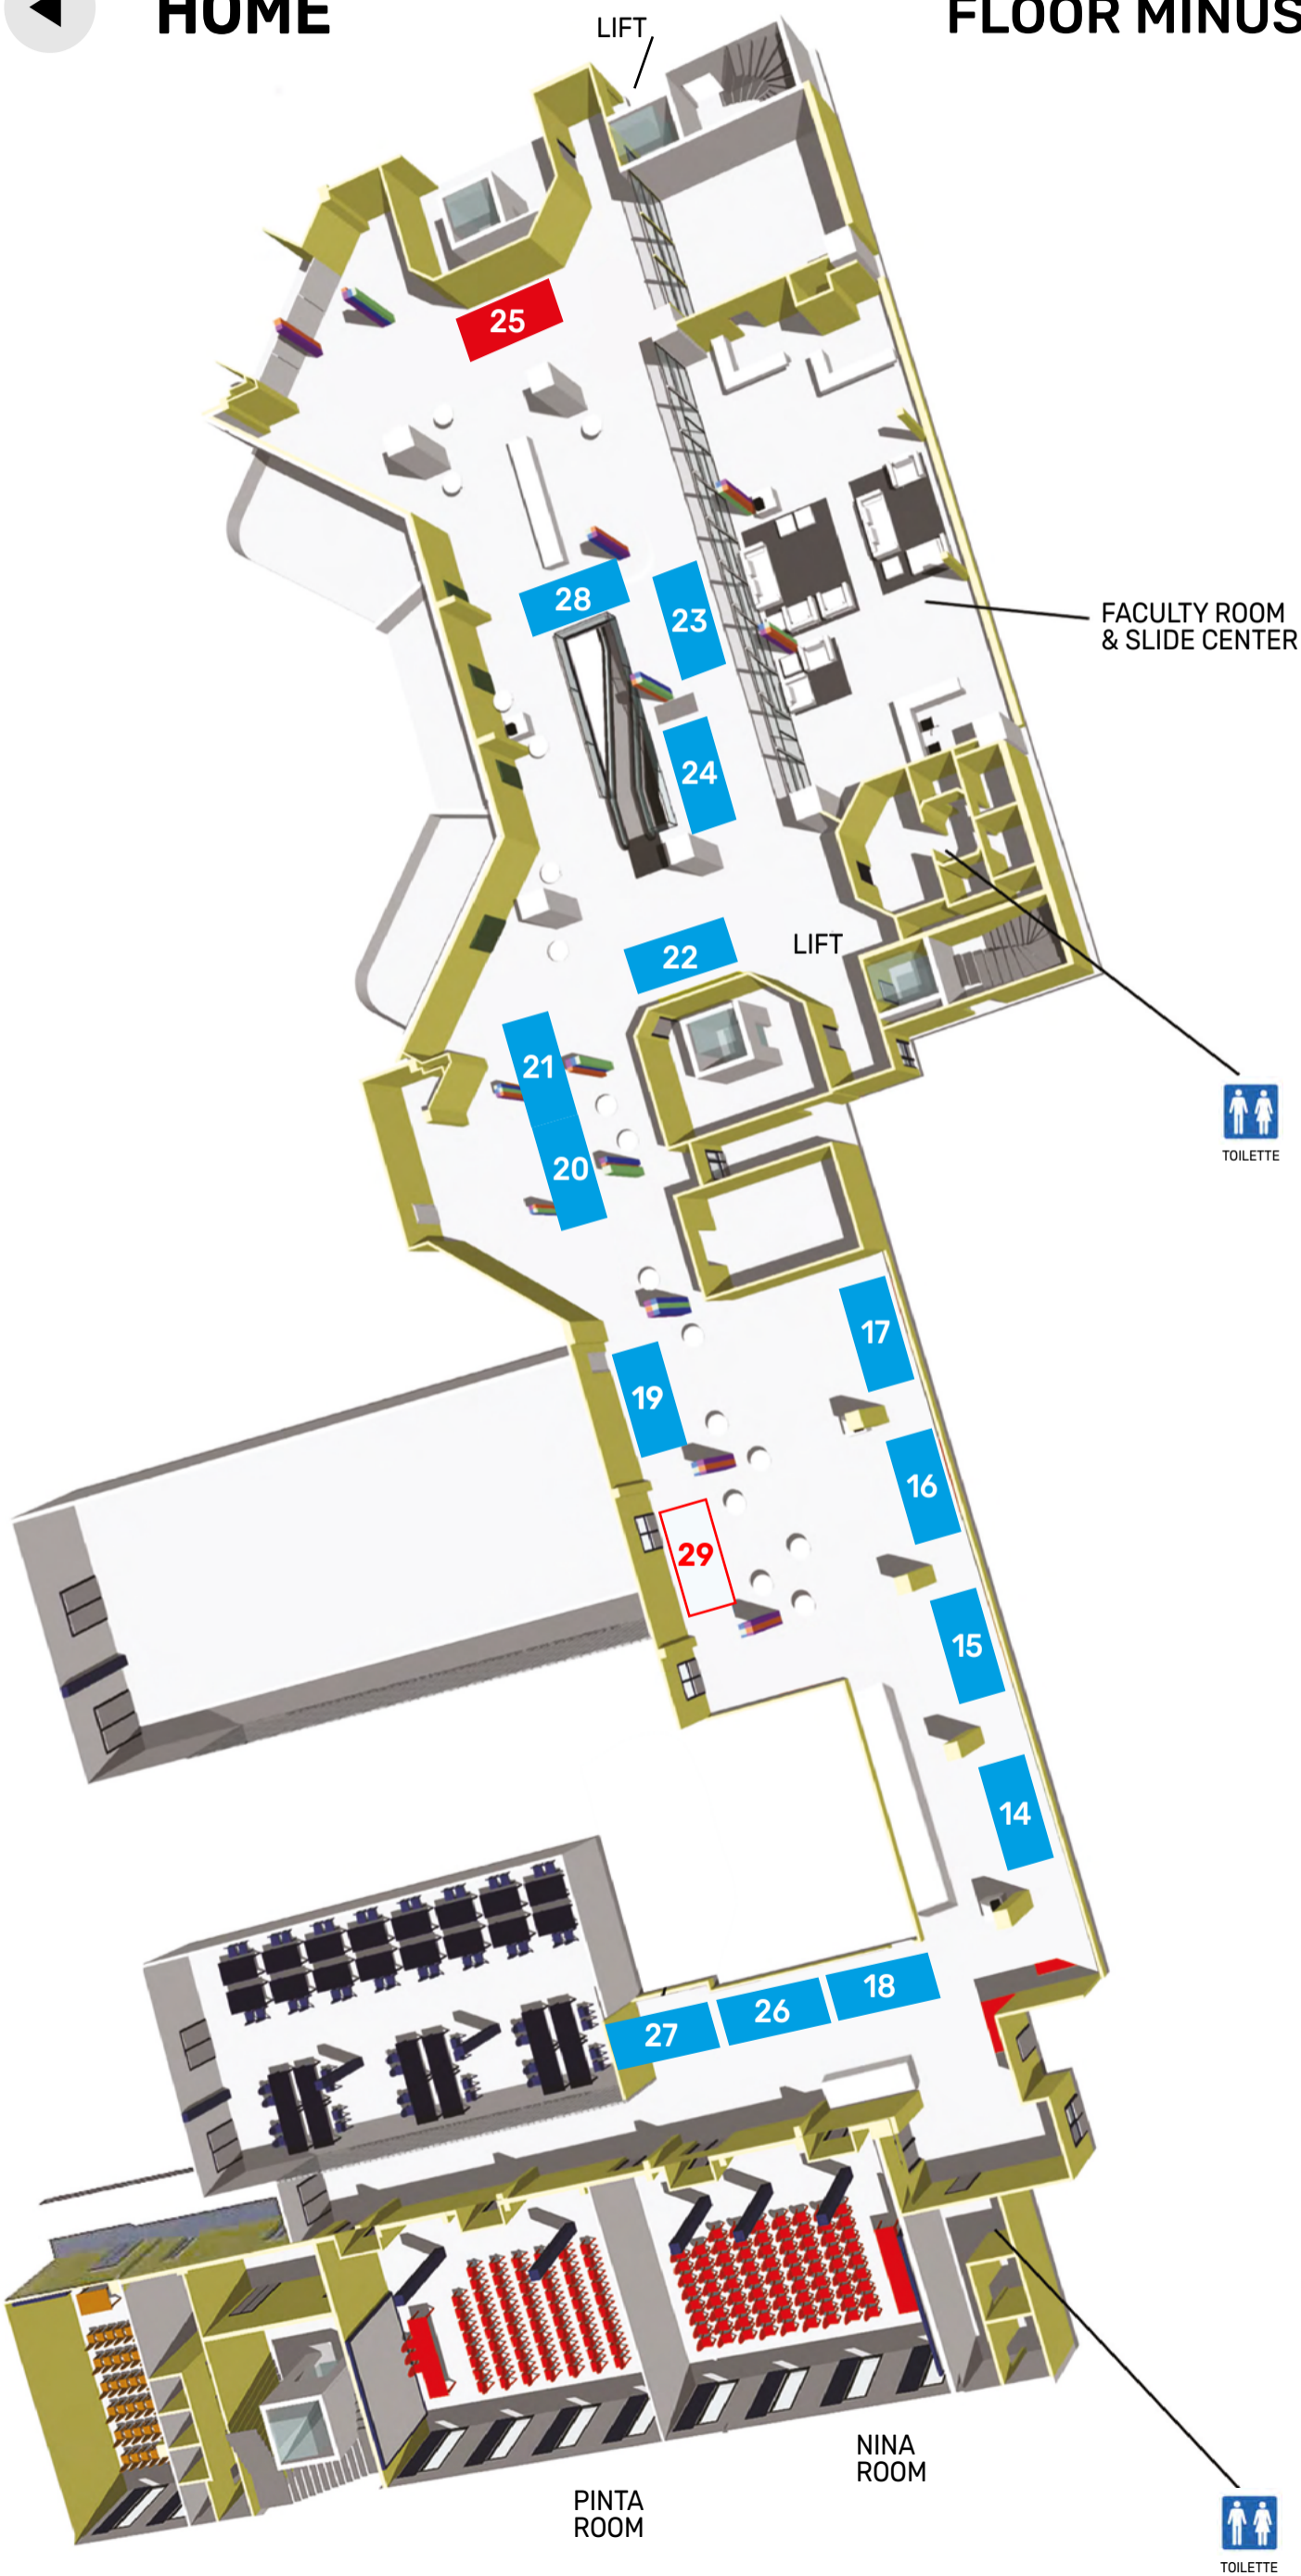 HOME
FLOOR MINUS
LIFT
25
28
23
FACULTY ROOM
& SLIDE CENTER
24
22
LIFT
21
20
TOILETTE
17
19
16
29
15
14
18
26
27
NINA
ROOM
PINTA
ROOM
TOILETTE